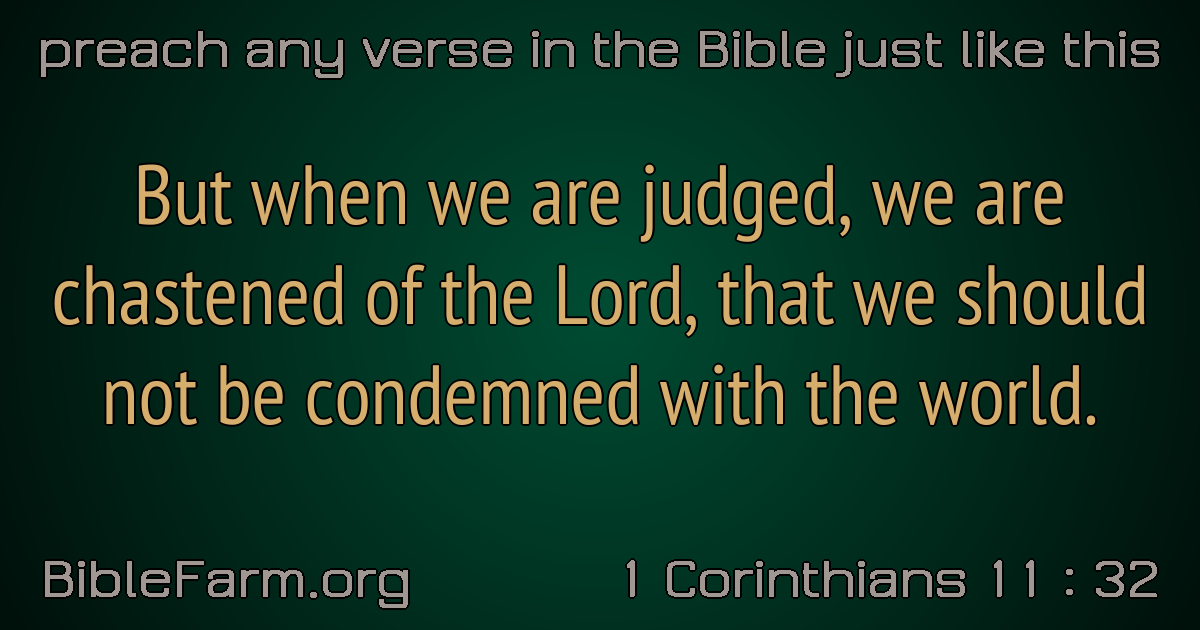 preach any verse in the Bible just like this
But when we are judged, we are
chastened of the Lord, that we should
not be condemned with the world.
BibleFarm.org
1 Corinthians 11 : 32